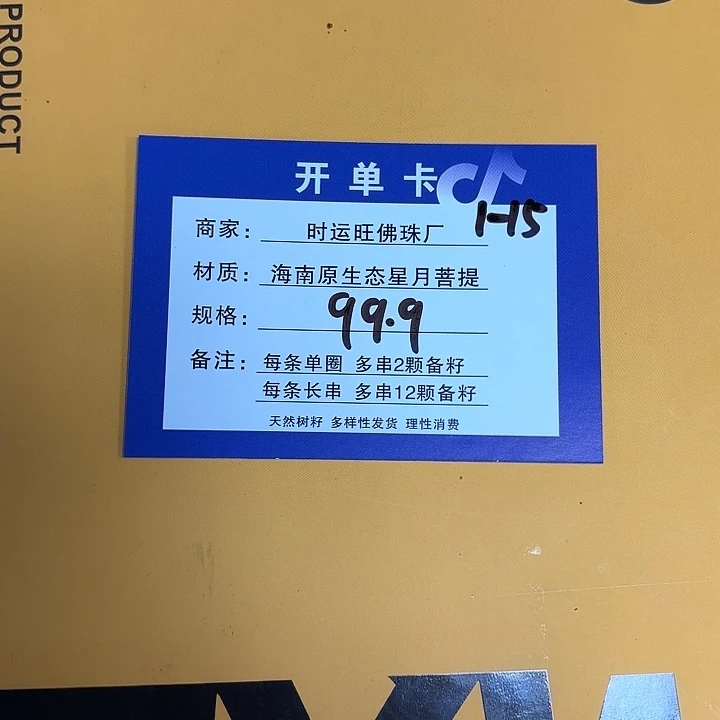 PRODUCT
开单卡
1-15
商家：时运旺佛珠厂
材质：海南原生态星月菩提
规格：99.9
备注：每条单圈 多串2颗备籽
每条长串 多串12颗备籽
天然树籽 多样性发货 理性消费